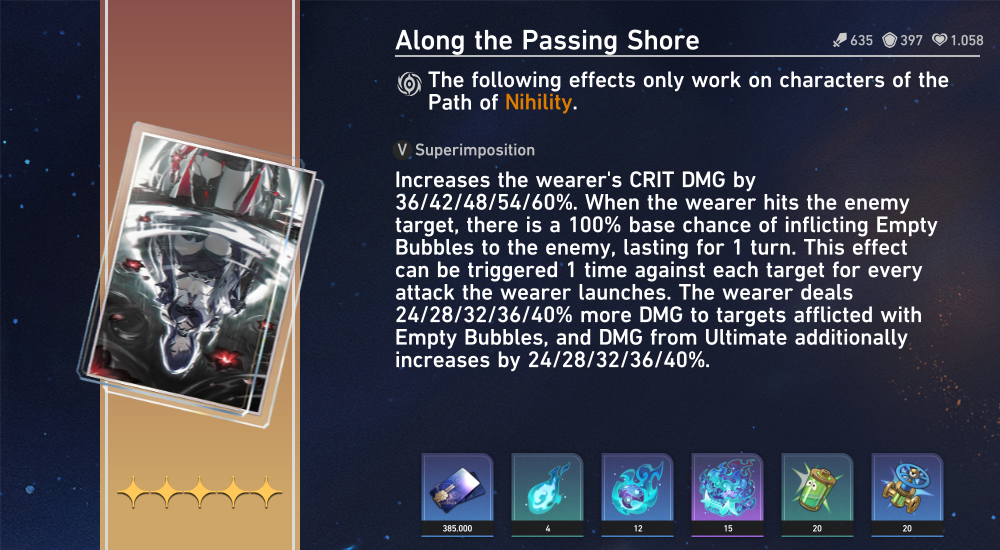 Along the Passing Shore
635 397 1.058
The following effects only work on characters of the
Path of Nihility.
V Superimposition
Increases the wearer's CRIT DMG by
36/42/48/54/60%. When the wearer hits the enemy
target, there is a 100% base chance of inflicting Empty
Bubbles to the enemy, lasting for 1 turn. This effect
can be triggered 1 time against each target for every
attack the wearer launches. The wearer deals
24/28/32/36/40% more DMG to targets afflicted with
Empty Bubbles, and DMG from Ultimate additionally
increases by 24/28/32/36/40%.
385.000 4 12 15 20 20